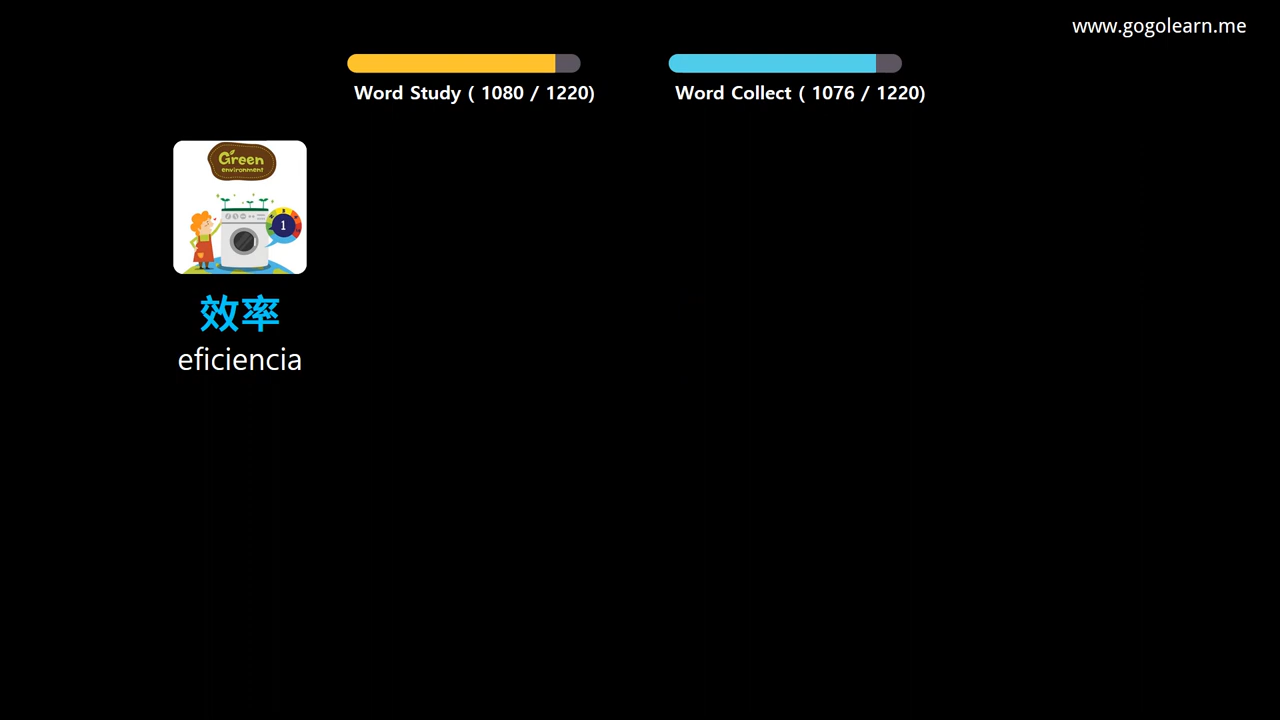 www.gogolearn.me
Word Study ( 1080 / 1220)
Word Collect ( 1076 / 1220)
Green
environment
1
效率
eficiencia